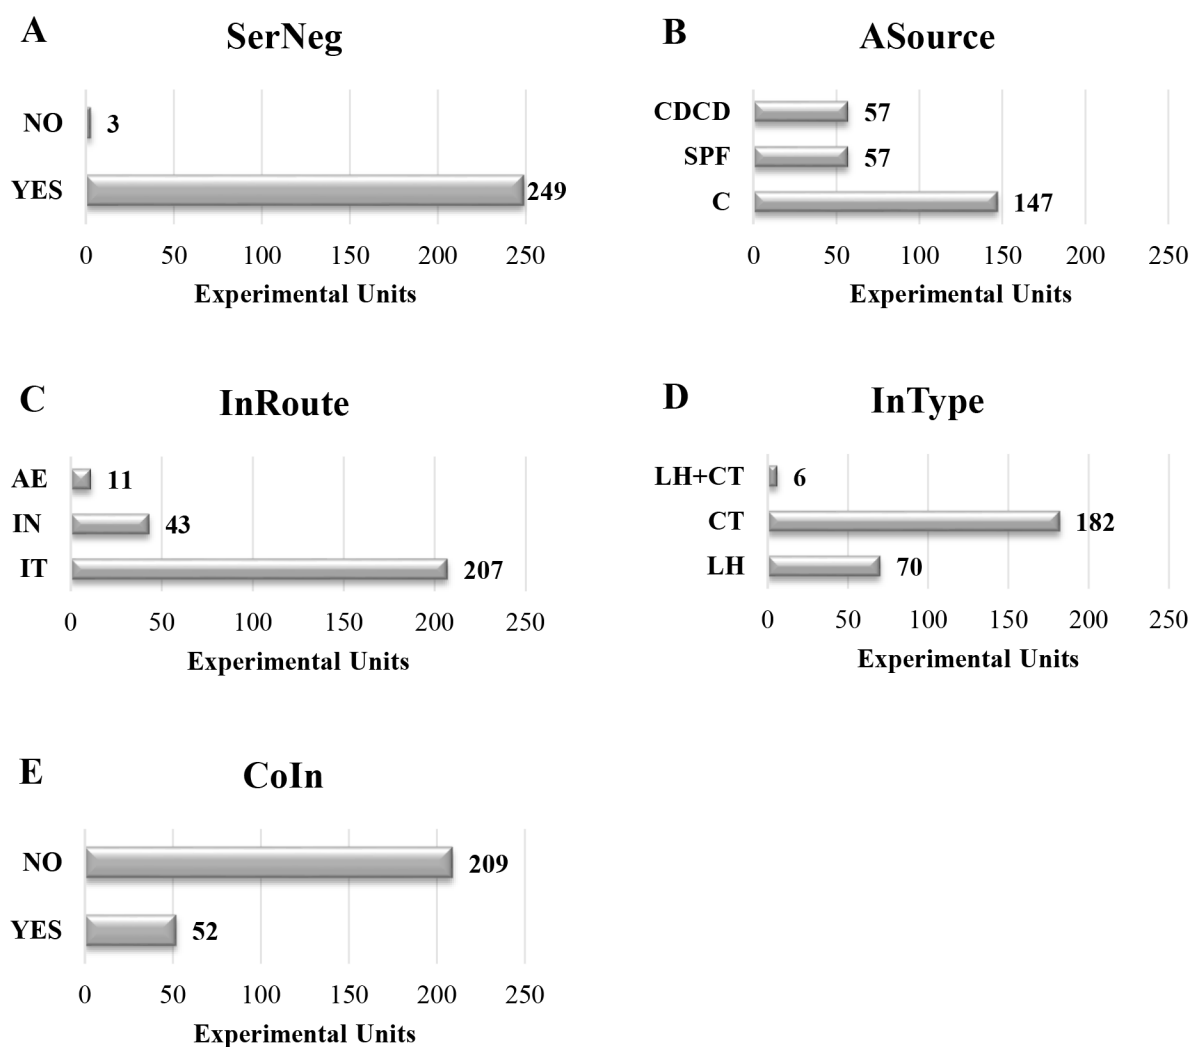 A
SerNeg
NO 3
YES 249
0 50 100 150 200 250
Experimental Units
B
ASource
CDCD 57
SPF 57
C 147
0 50 100 150 200 250
Experimental Units
C
InRoute
AE 11
IN 43
IT 207
0 50 100 150 200 250
Experimental Units
D
InType
LH+CT 6
CT 182
LH 70
0 50 100 150 200 250
Experimental Units
E
CoIn
NO 209
YES 52
0 50 100 150 200 250
Experimental Units